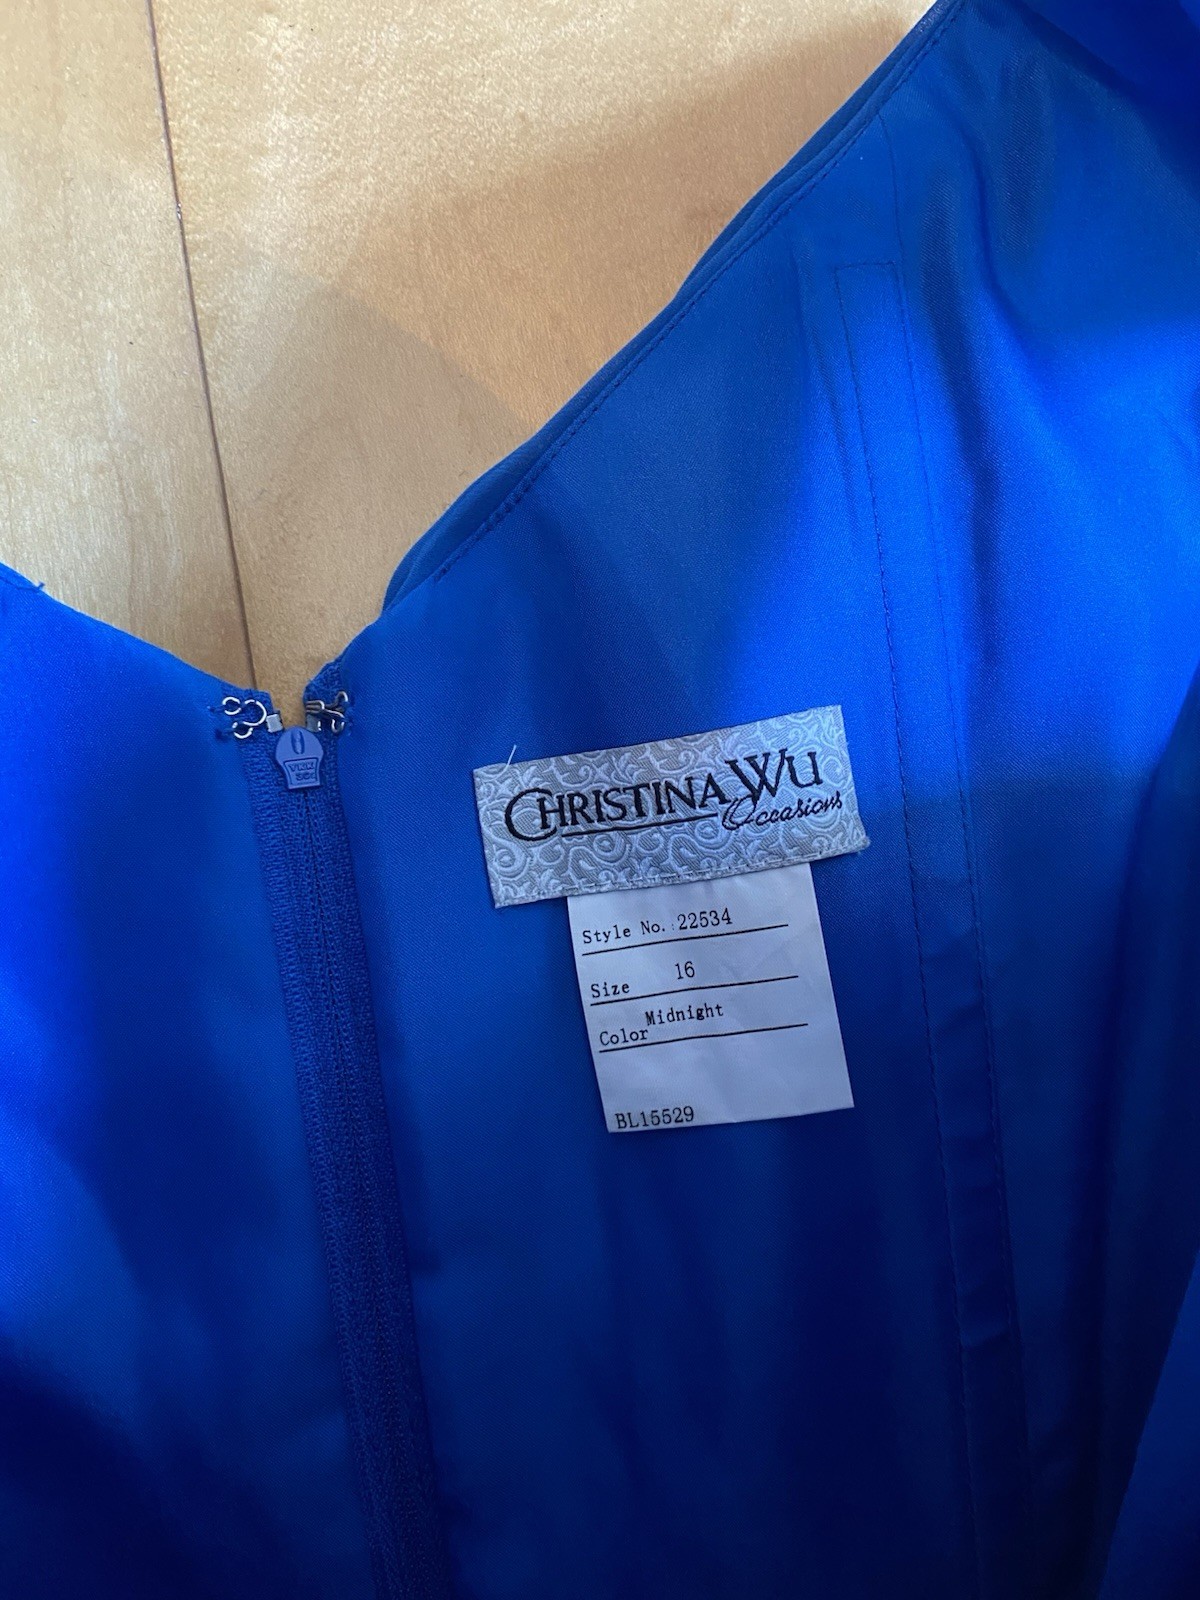 CHRISTINA WU
Occasions
Style No.: 22534
Size 16
Color Midnight
BL15529